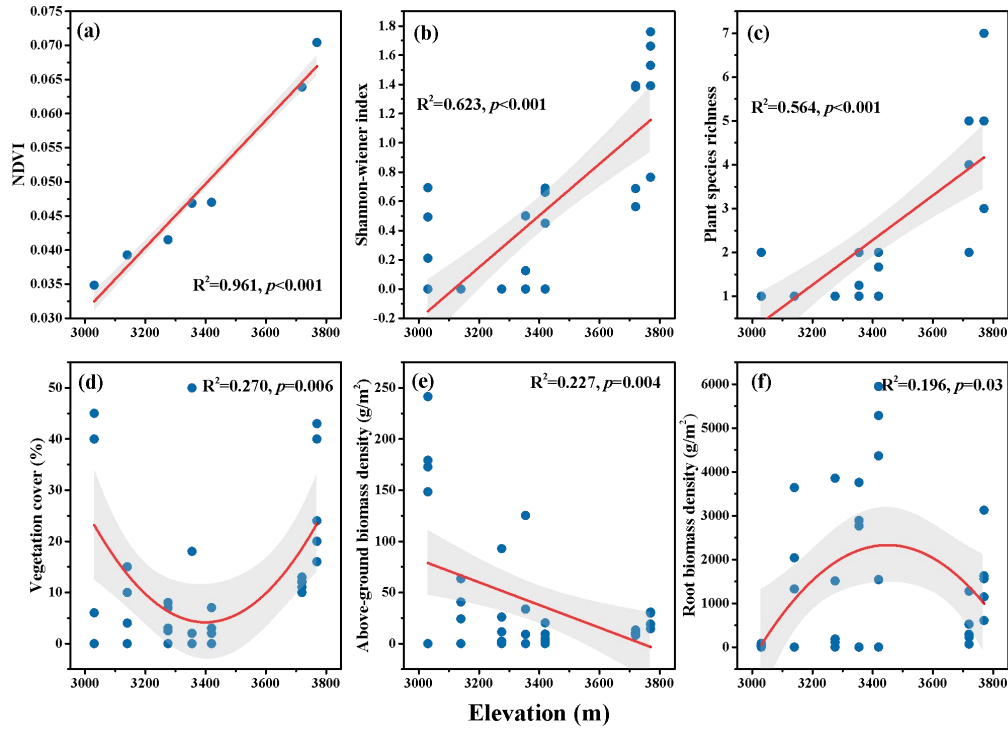 (a)
R²=0.961, p<0.001
NDVI
0.075
0.070
0.065
0.060
0.055
0.050
0.045
0.040
0.035
0.030
3000 3200 3400 3600 3800
(b)
R²=0.623, p<0.001
Shannon-wiener index
1.8
1.6
1.4
1.2
1.0
0.8
0.6
0.4
0.2
0.0
-0.2
3000 3200 3400 3600 3800
(c)
R²=0.564, p<0.001
Plant species richness
7
6
5
4
3
2
1
3000 3200 3400 3600 3800
(d)
R²=0.270, p=0.006
Vegetation cover (%)
50
40
30
20
10
0
3000 3200 3400 3600 3800
(e)
R²=0.227, p=0.004
Above-ground biomass density (g/m²)
250
200
150
100
50
0
3000 3200 3400 3600 3800
(f)
R²=0.196, p=0.03
Root biomass density (g/m²)
6000
5000
4000
3000
2000
1000
0
3000 3200 3400 3600 3800
Elevation (m)